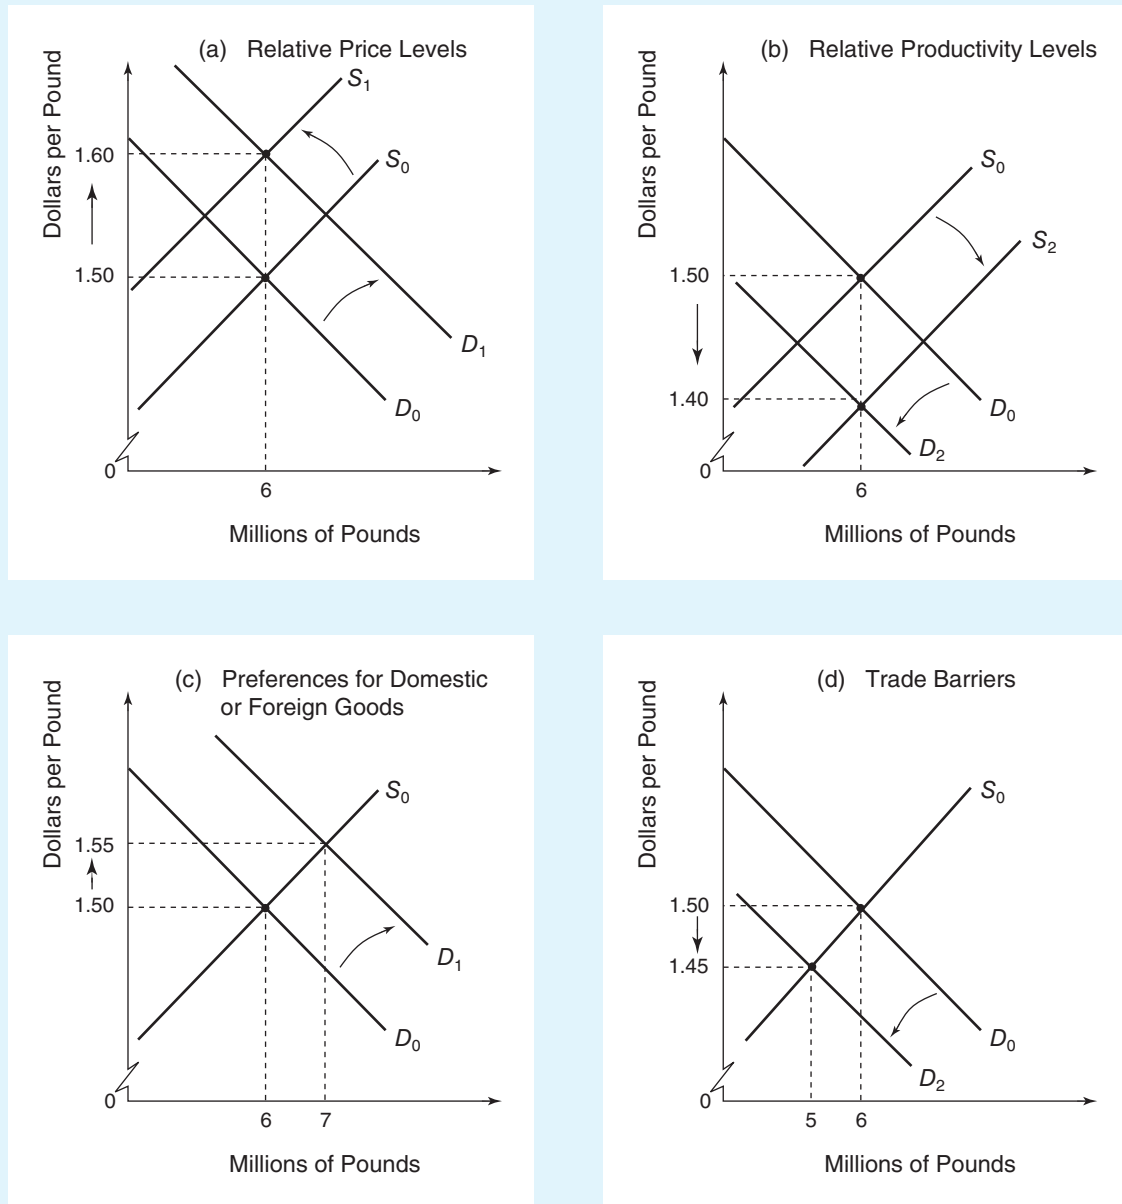 (a) Relative Price Levels
Dollars per Pound
S1
S0
1.60
1.50
D1
D0
0
6
Millions of Pounds
(b) Relative Productivity Levels
Dollars per Pound
S0
S2
1.50
1.40
D0
D2
0
6
Millions of Pounds
(c) Preferences for Domestic
or Foreign Goods
Dollars per Pound
S0
1.55
1.50
D1
D0
0
6 7
Millions of Pounds
(d) Trade Barriers
Dollars per Pound
S0
1.50
1.45
D0
D2
0
5 6
Millions of Pounds